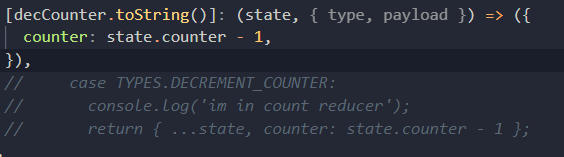 [decCounter.toString()]: (state, { type, payload }) => ({
  counter: state.counter - 1,
}),
//      case TYPES.DECREMENT_COUNTER:
//        console.log('im in count reducer');
//        return { ...state, counter: state.counter - 1 };